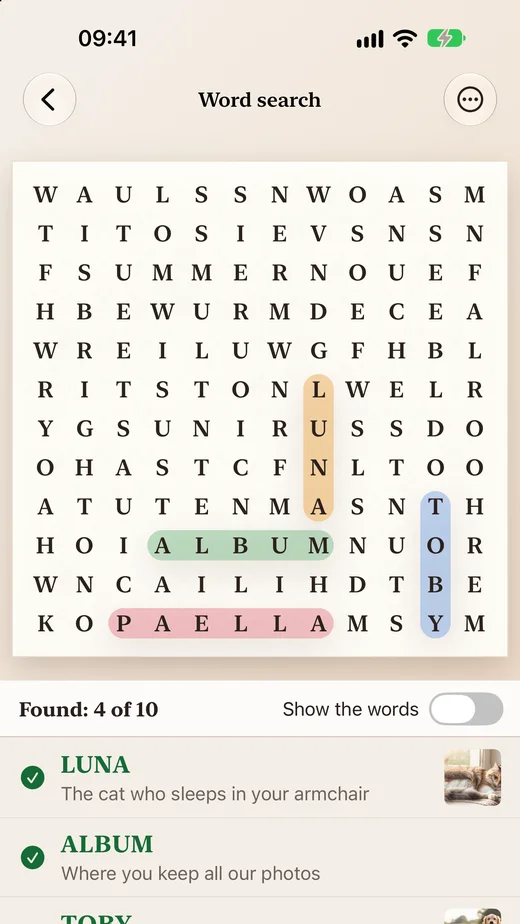 09:41
Word search
W A U L S S N W O A S M
T I T O S I E V S N S N
F S U M M E R N O U E F
H B E W U R M D E C E A
W R E I L U W G F H B L
R I T S T O N L W E L R
Y G S U N I R U S S D O
O H A S T C F N L T O O
A T U T E N M A S N T H
H O I A L B U M N U O R
W N C A I L I H D T B E
K O P A E L L A M S Y M
Found: 4 of 10
Show the words
LUNA
The cat who sleeps in your armchair
ALBUM
Where you keep all our photos
TOBY